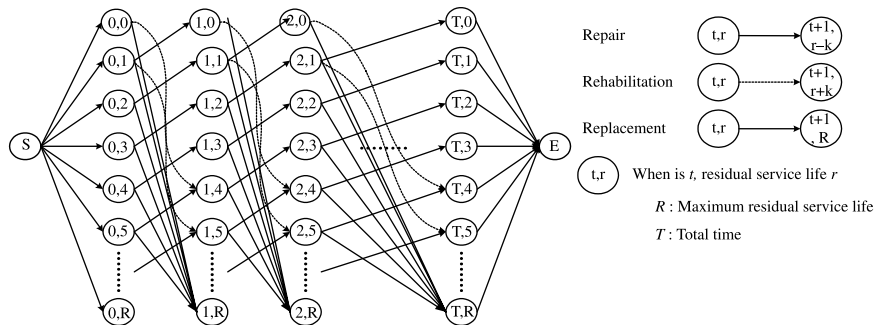 S
0,0
0,1
0,2
0,3
0,4
0,5
0,R
1,0
1,1
1,2
1,3
1,4
1,5
1,R
2,0
2,1
2,2
2,3
2,4
2,5
2,R
T,0
T,1
T,2
T,3
T,4
T,5
T,R
E
Repair
t,r
t+1,
r–k
Rehabilitation
t,r
t+1,
r+k
Replacement
t,r
t+1
, R
t,r
When is t, residual service life r
R : Maximum residual service life
T : Total time